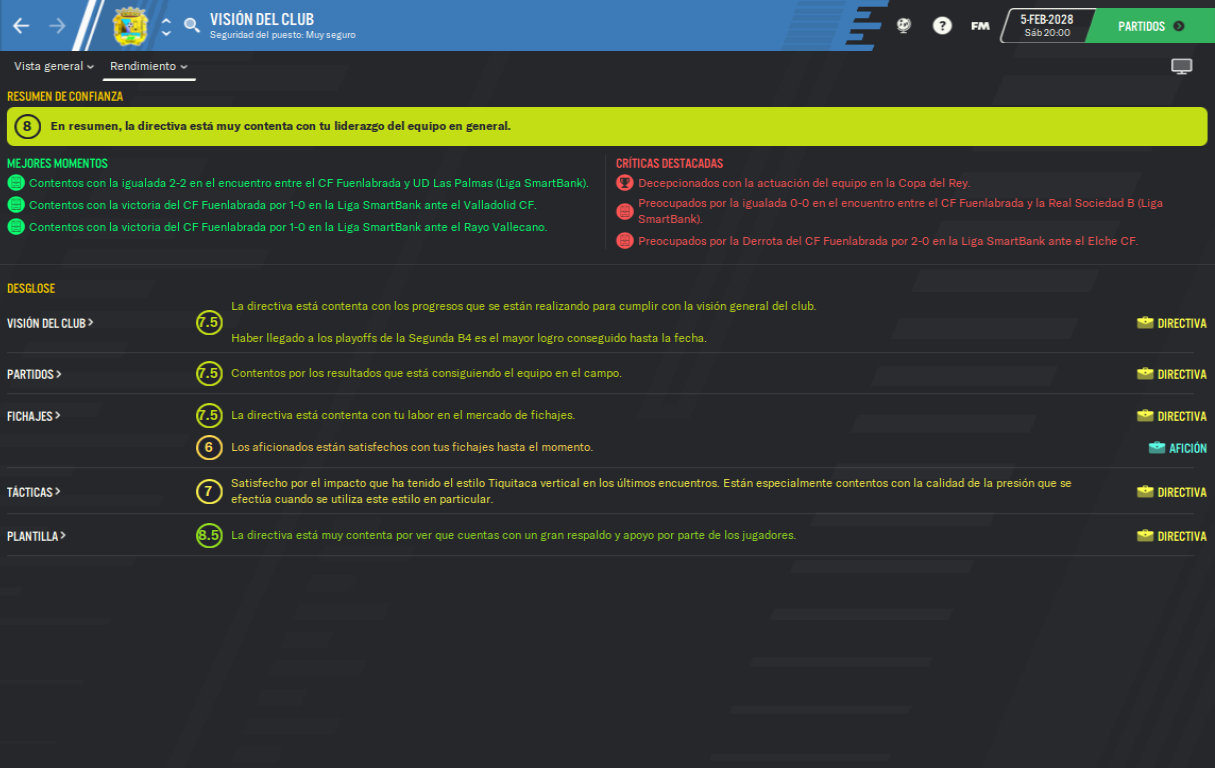 VISIÓN DEL CLUB
Seguridad del puesto: Muy seguro
?
FM
5-FEB-2028
Sáb 20:00
PARTIDOS
Vista general
Rendimiento
RESUMEN DE CONFIANZA
8 En resumen, la directiva está muy contenta con tu liderazgo del equipo en general.
MEJORES MOMENTOS
Contentos con la igualada 2-2 en el encuentro entre el CF Fuenlabrada y UD Las Palmas (Liga SmartBank).
Contentos con la victoria del CF Fuenlabrada por 1-0 en la Liga SmartBank ante el Valladolid CF.
Contentos con la victoria del CF Fuenlabrada por 1-0 en la Liga SmartBank ante el Rayo Vallecano.
CRÍTICAS DESTACADAS
Decepcionados con la actuación del equipo en la Copa del Rey.
Preocupados por la igualada 0-0 en el encuentro entre el CF Fuenlabrada y la Real Sociedad B (Liga
SmartBank).
Preocupados por la Derrota del CF Fuenlabrada por 2-0 en la Liga SmartBank ante el Elche CF.
DESGLOSE
La directiva está contenta con los progresos que se están realizando para cumplir con la visión general del club.
VISIÓN DEL CLUB 7.5 DIRECTIVA
Haber llegado a los playoffs de la Segunda B4 es el mayor logro conseguido hasta la fecha.
PARTIDOS 7.5 Contentos por los resultados que está consiguiendo el equipo en el campo. DIRECTIVA
FICHAJES 7.5 La directiva está contenta con tu labor en el mercado de fichajes. DIRECTIVA
6 Los aficionados están satisfechos con tus fichajes hasta el momento. AFICIÓN
TÁCTICAS 7 Satisfecho por el impacto que ha tenido el estilo Tiquitaca vertical en los últimos encuentros. Están especialmente contentos con la calidad de la presión que se DIRECTIVA
efectúa cuando se utiliza este estilo en particular.
PLANTILLA 8.5 La directiva está muy contenta por ver que cuentas con un gran respaldo y apoyo por parte de los jugadores. DIRECTIVA